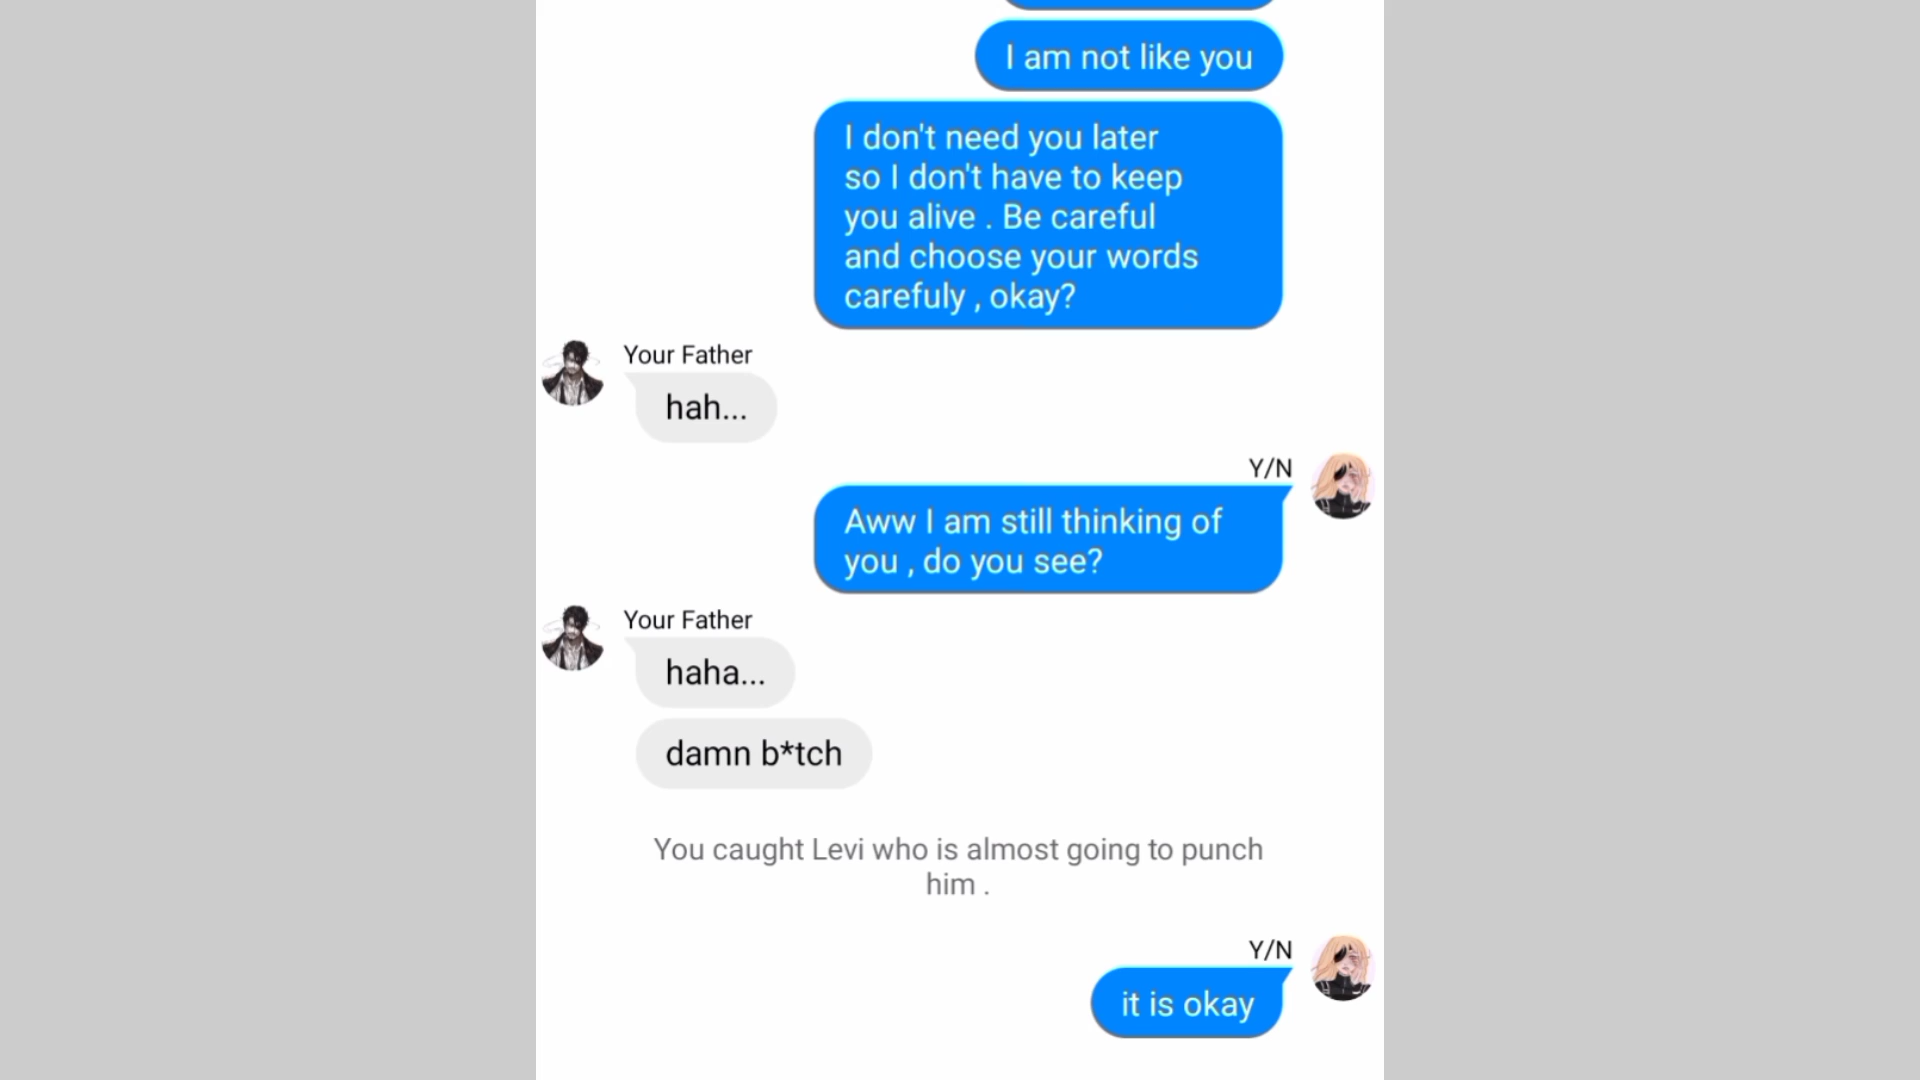 I am not like you
I don't need you later
so I don't have to keep
you alive . Be careful
and choose your words
carefuly , okay?
Your Father
hah...
Y/N
Aww I am still thinking of
you , do you see?
Your Father
haha...
damn b*tch
You caught Levi who is almost going to punch
him .
Y/N
it is okay